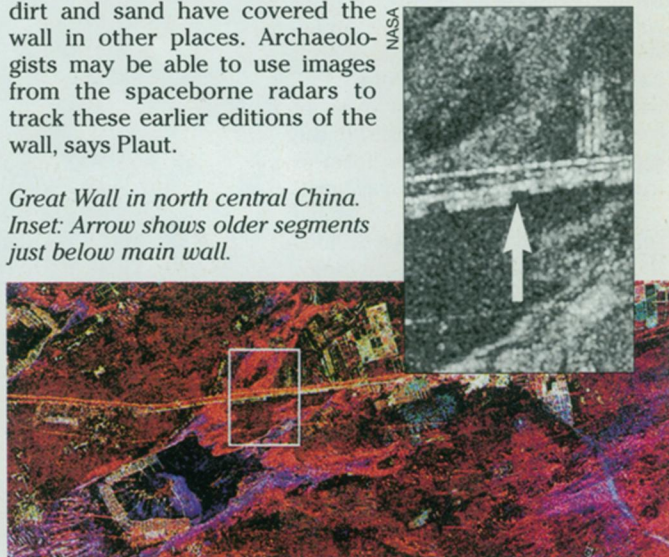 dirt and sand have covered the
wall in other places. Archaeolo-
gists may be able to use images
from the spaceborne radars to
track these earlier editions of the
wall, says Plaut.
Great Wall in north central China.
Inset: Arrow shows older segments
just below main wall.
NASA